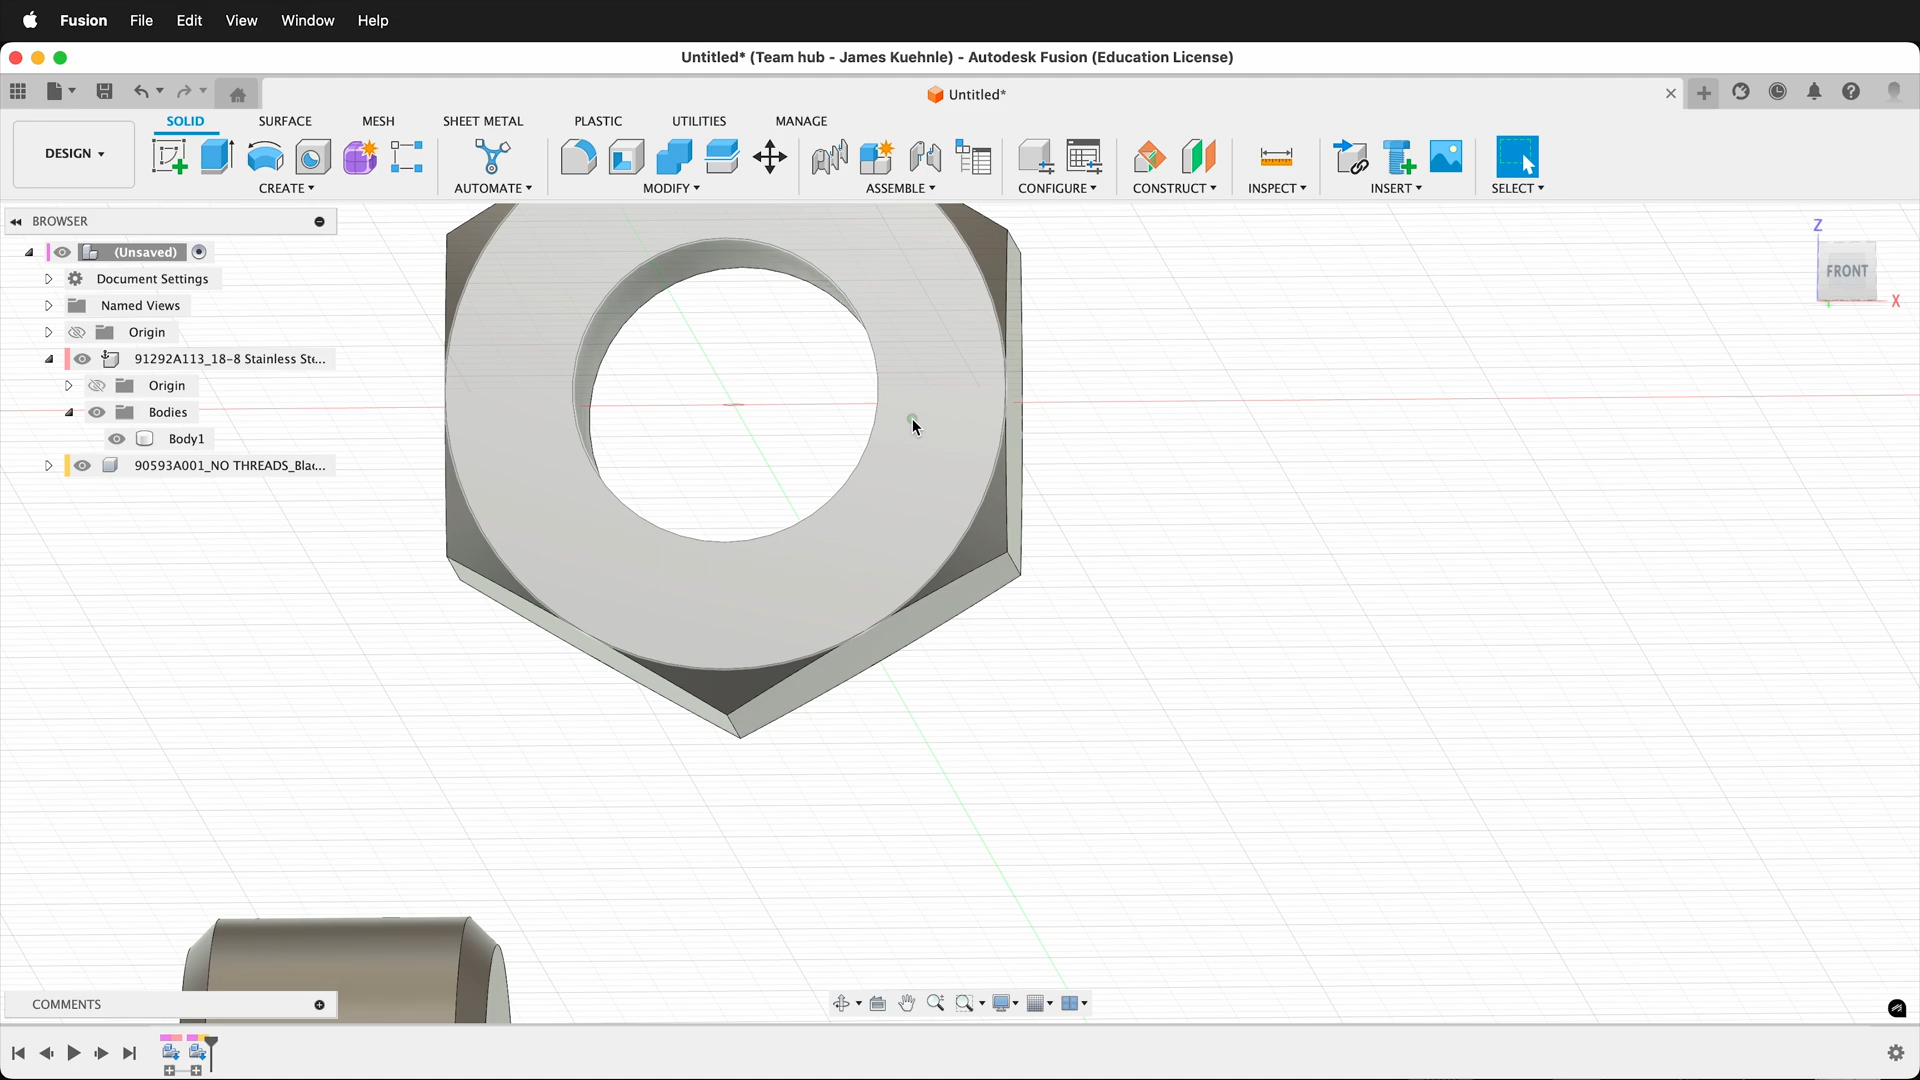 Fusion File Edit View Window Help
Untitled* (Team hub - James Kuehnle) - Autodesk Fusion (Education License)
Untitled*
SOLID SURFACE MESH SHEET METAL PLASTIC UTILITIES MANAGE
DESIGN
CREATE AUTOMATE MODIFY ASSEMBLE CONFIGURE CONSTRUCT INSPECT INSERT SELECT
BROWSER
(Unsaved)
Document Settings
Named Views
Origin
91292A113_18-8 Stainless Ste...
Origin
Bodies
Body1
90593A001_NO THREADS_Blac...
Z
FRONT
X
COMMENTS